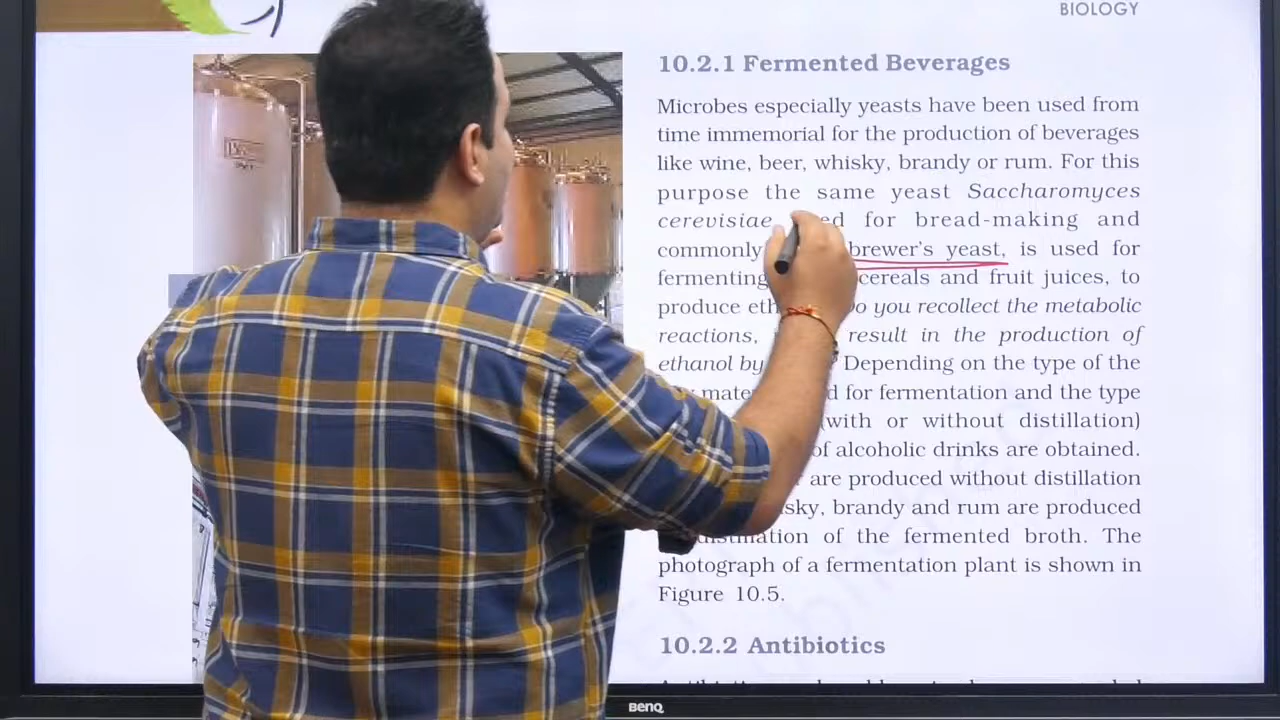 BIOLOGY
10.2.1 Fermented Beverages
Microbes especially yeasts have been used from
time immemorial for the production of beverages
like wine, beer, whisky, brandy or rum. For this
purpose the same yeast Saccharomyces
cerevisiae for bread-making and
commonly brewer's yeast, is used for
fermenting cereals and fruit juices, to
produce you recollect the metabolic
reactions, result in the production of
ethanol by Depending on the type of the
for fermentation and the type
(with or without distillation)
of alcoholic drinks are obtained.
are produced without distillation
brandy and rum are produced
of the fermented broth. The
photograph of a fermentation plant is shown in
Figure 10.5.
10.2.2 Antibiotics
BenQ